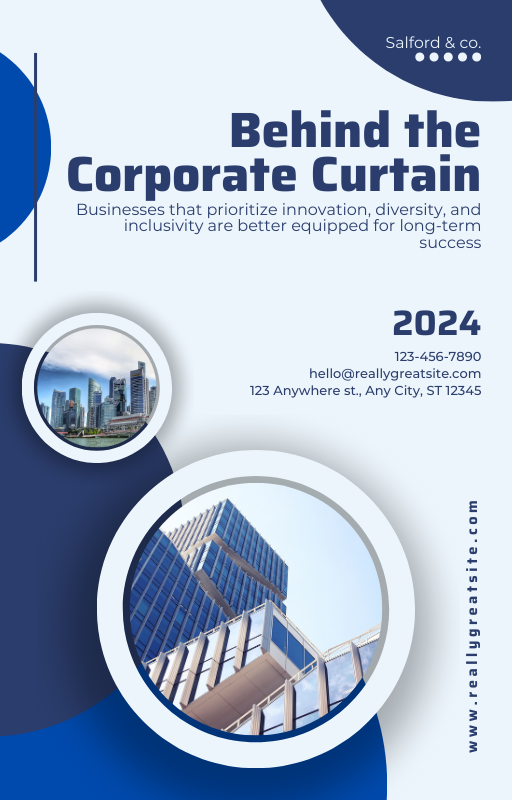 Salford & co.
Behind the
Corporate Curtain
Businesses that prioritize innovation, diversity, and
inclusivity are better equipped for long-term
success
2024
123-456-7890
hello@reallygreatsite.com
123 Anywhere st., Any City, ST 12345
www.reallygreatsite.com